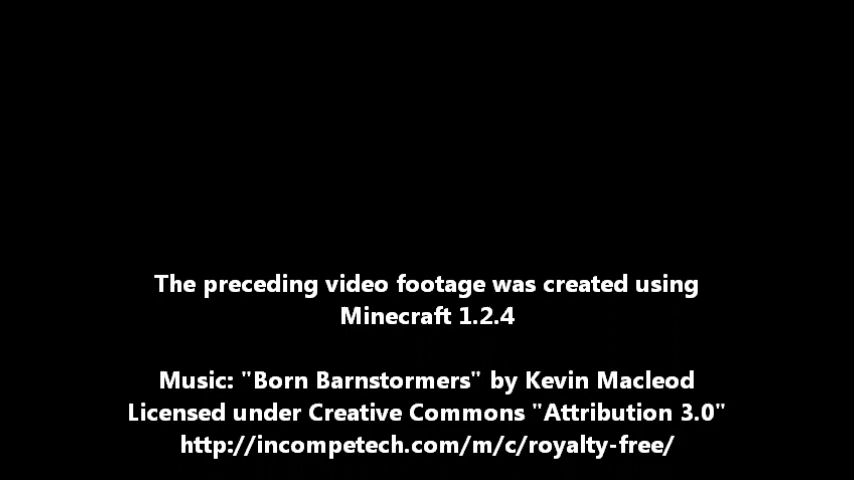 The preceding video footage was created using
Minecraft 1.2.4
Music: "Born Barnstormers" by Kevin Macleod
Licensed under Creative Commons "Attribution 3.0"
http://incompetech.com/m/c/royalty-free/